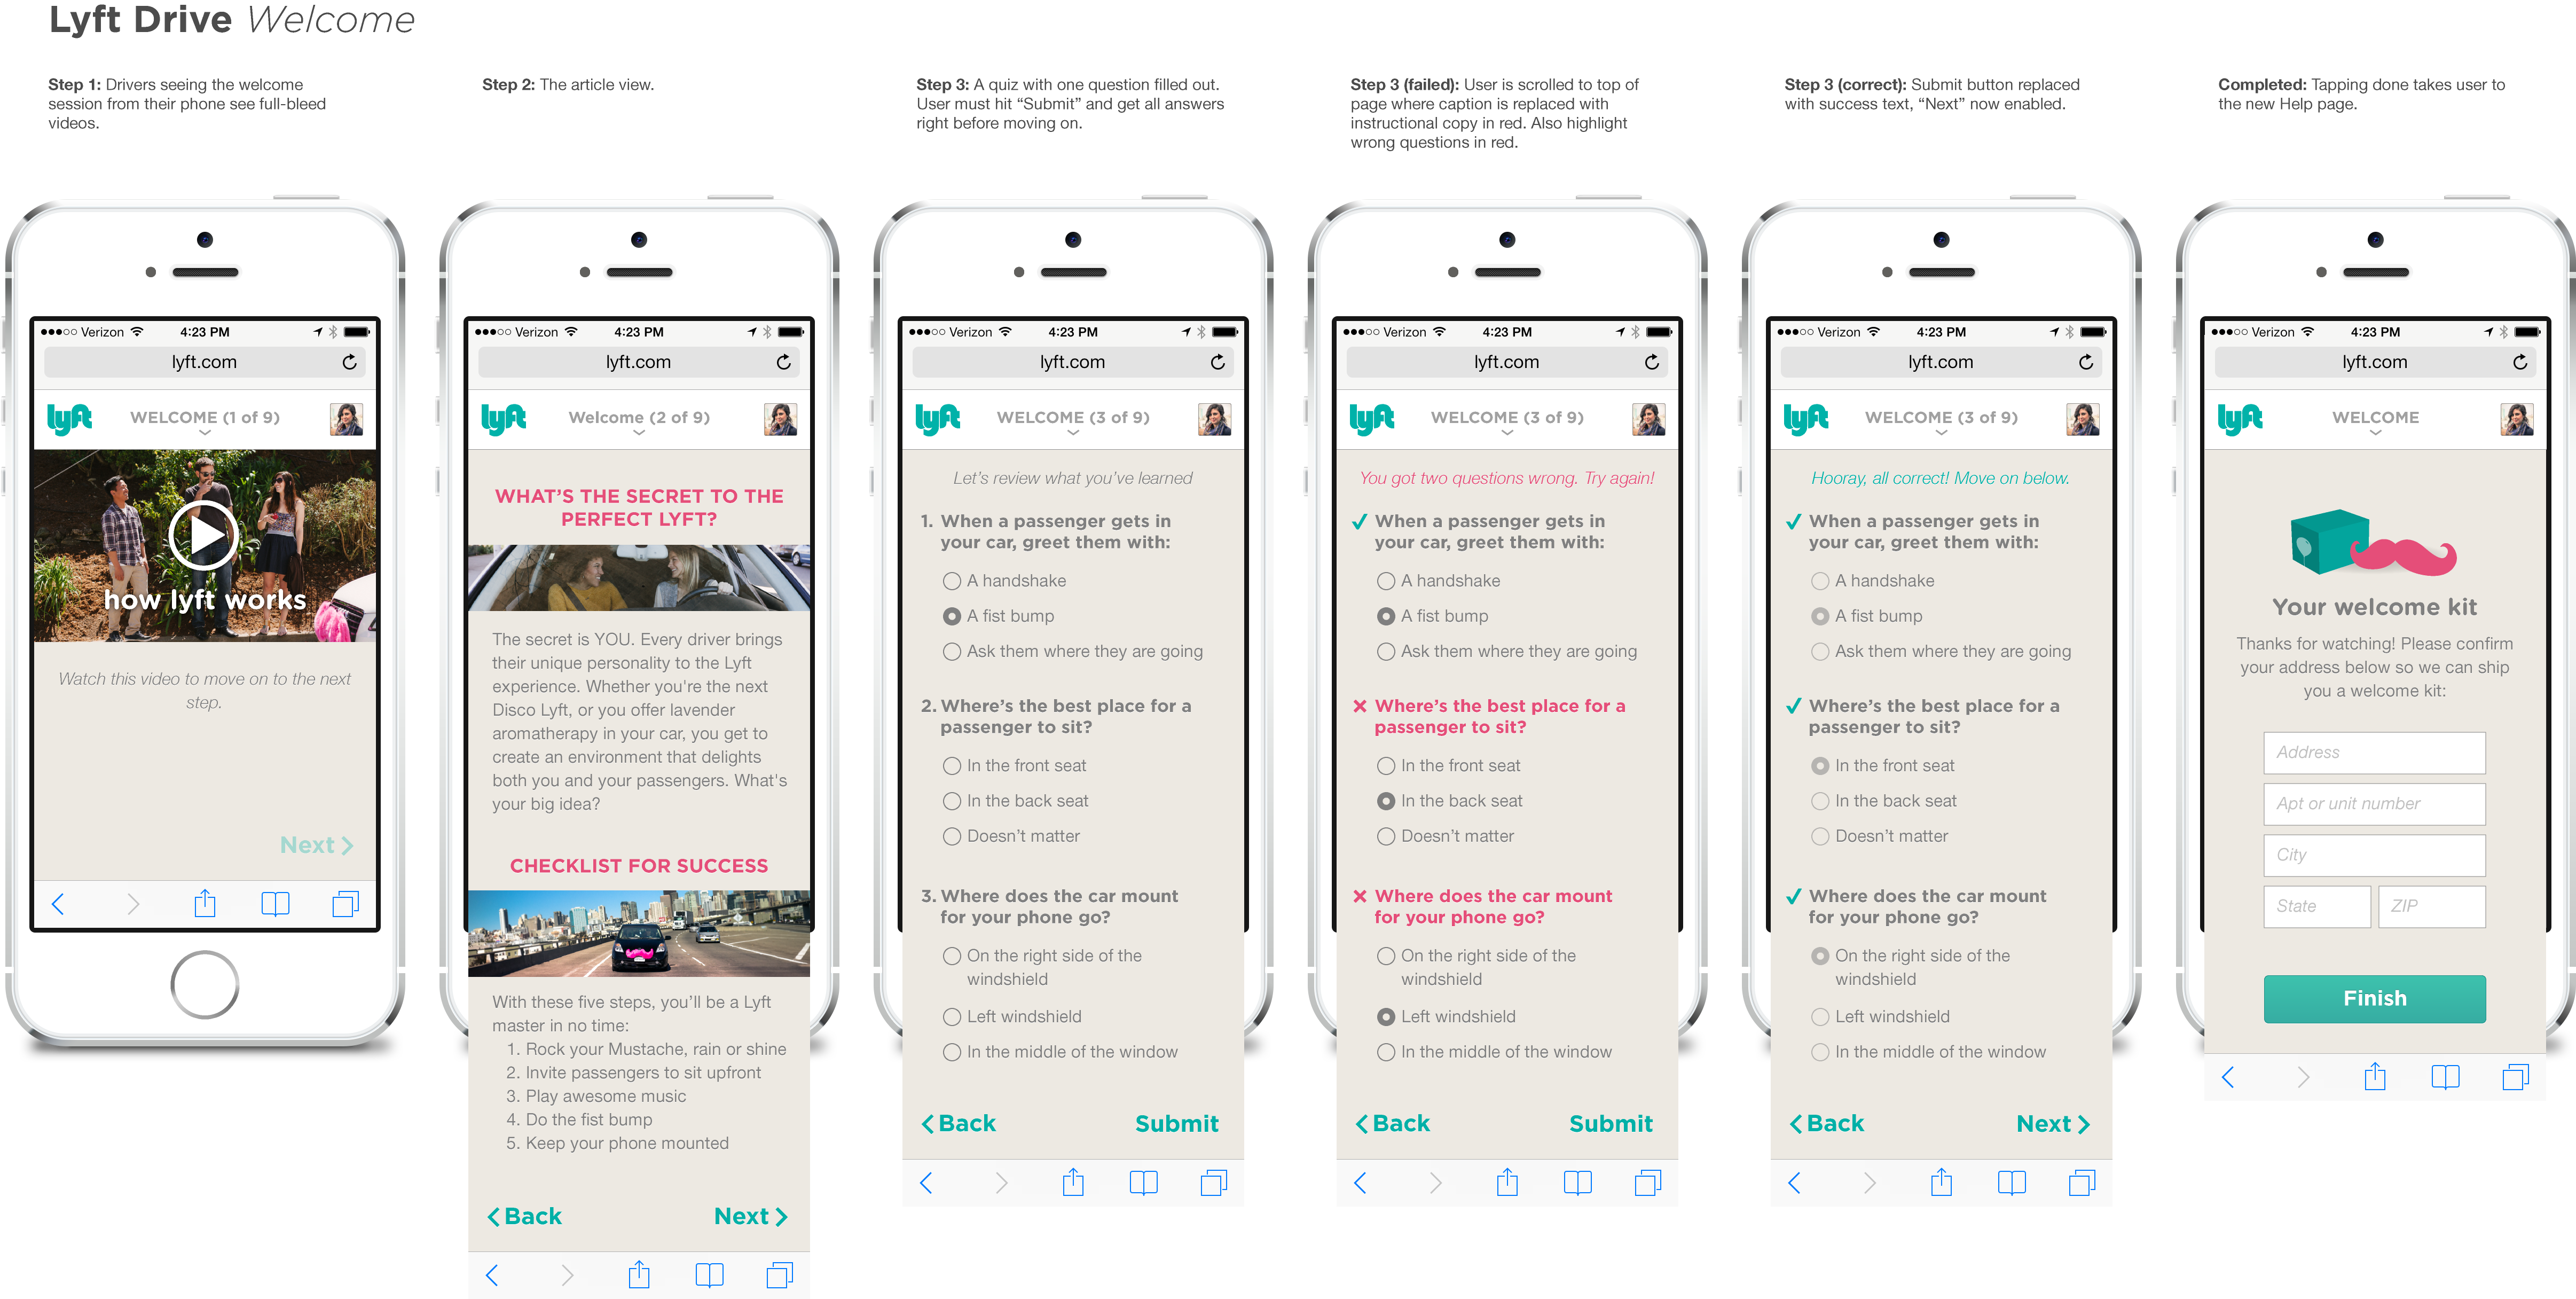 Lyft Drive Welcome
Step 1: Drivers seeing the welcome
session from their phone see full-bleed
videos.
Step 2: The article view.
Step 3: A quiz with one question filled out.
User must hit “Submit” and get all answers
right before moving on.
Step 3 (failed): User is scrolled to top of
page where caption is replaced with
instructional copy in red. Also highlight
wrong questions in red.
Step 3 (correct): Submit button replaced
with success text, “Next” now enabled.
Completed: Tapping done takes user to
the new Help page.
Verizon 4:23 PM
lyft.com
lyft WELCOME (1 of 9)
how lyft works
Watch this video to move on to the next
step.
Next
Verizon 4:23 PM
lyft.com
lyft Welcome (2 of 9)
WHAT’S THE SECRET TO THE
PERFECT LYFT?
The secret is YOU. Every driver brings
their unique personality to the Lyft
experience. Whether you're the next
Disco Lyft, or you offer lavender
aromatherapy in your car, you get to
create an environment that delights
both you and your passengers. What's
your big idea?
CHECKLIST FOR SUCCESS
With these five steps, you’ll be a Lyft
master in no time:
1. Rock your Mustache, rain or shine
2. Invite passengers to sit upfront
3. Play awesome music
4. Do the fist bump
5. Keep your phone mounted
Back Next
Verizon 4:23 PM
lyft.com
lyft WELCOME (3 of 9)
Let’s review what you’ve learned
1. When a passenger gets in
your car, greet them with:
A handshake
A fist bump
Ask them where they are going
2. Where’s the best place for a
passenger to sit?
In the front seat
In the back seat
Doesn’t matter
3. Where does the car mount
for your phone go?
On the right side of the
windshield
Left windshield
In the middle of the window
Back Submit
Verizon 4:23 PM
lyft.com
lyft WELCOME (3 of 9)
You got two questions wrong. Try again!
When a passenger gets in
your car, greet them with:
A handshake
A fist bump
Ask them where they are going
Where’s the best place for a
passenger to sit?
In the front seat
In the back seat
Doesn’t matter
Where does the car mount
for your phone go?
On the right side of the
windshield
Left windshield
In the middle of the window
Back Submit
Verizon 4:23 PM
lyft.com
lyft WELCOME (3 of 9)
Hooray, all correct! Move on below.
When a passenger gets in
your car, greet them with:
A handshake
A fist bump
Ask them where they are going
Where’s the best place for a
passenger to sit?
In the front seat
In the back seat
Doesn’t matter
Where does the car mount
for your phone go?
On the right side of the
windshield
Left windshield
In the middle of the window
Back Next
Verizon 4:23 PM
lyft.com
lyft WELCOME
Your welcome kit
Thanks for watching! Please confirm
your address below so we can ship
you a welcome kit:
Address
Apt or unit number
City
State ZIP
Finish